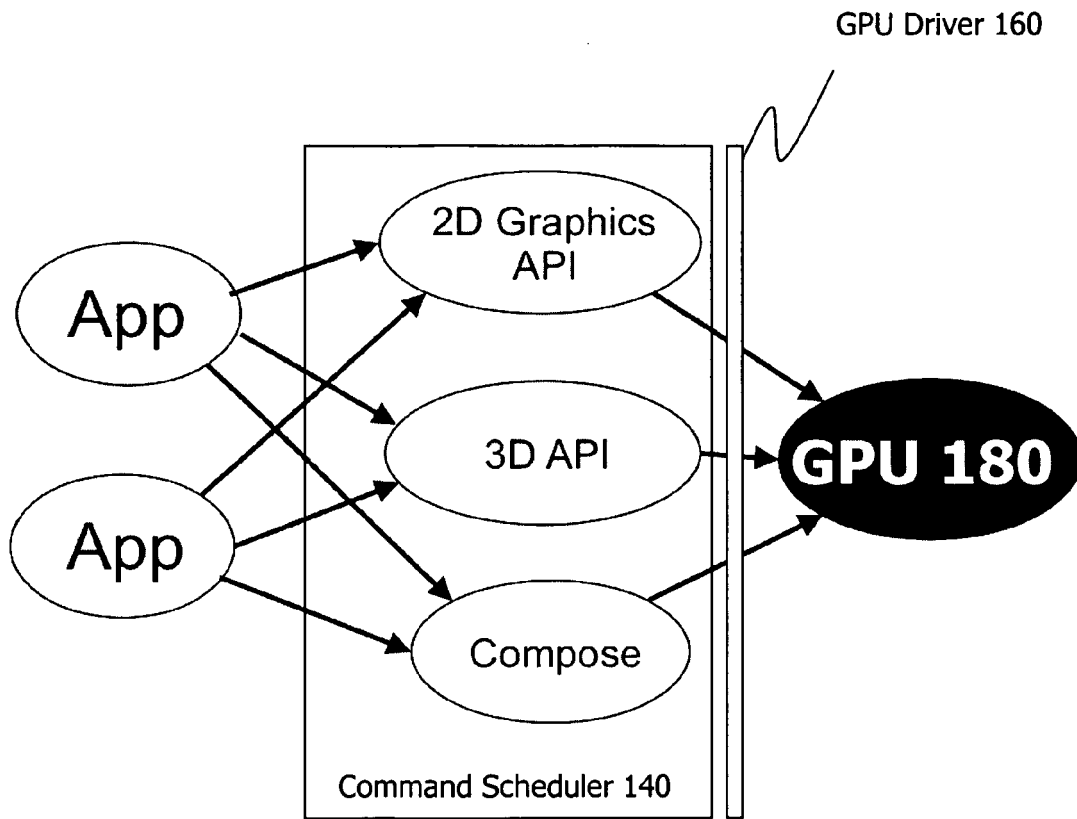 GPU Driver 160
2D Graphics
API
App
3D API
GPU 180
App
Compose
Command Scheduler 140